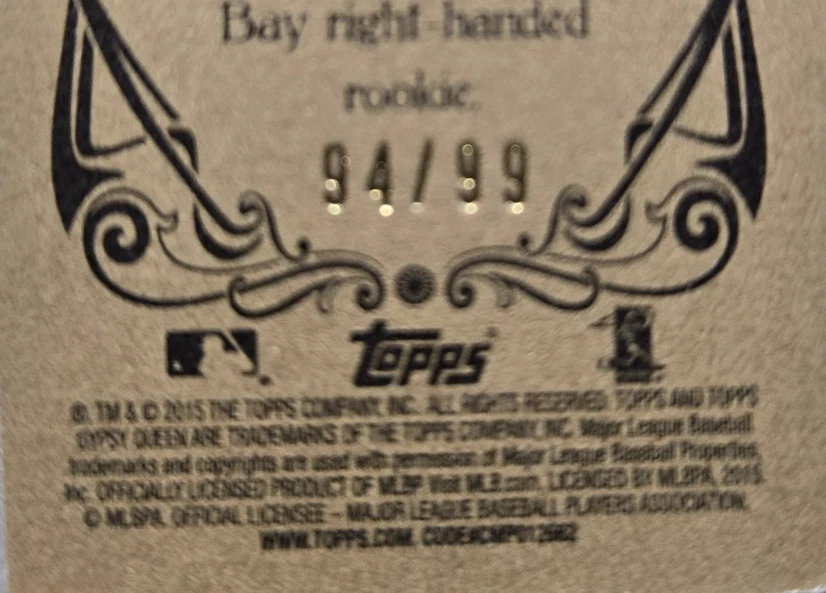 Bay right-handed
rookie.
94/99
TOPPS
®, TM & © 2015 THE TOPPS COMPANY, INC. ALL RIGHTS RESERVED. TOPPS AND TOPPS
GYPSY QUEEN ARE TRADEMARKS OF THE TOPPS COMPANY, INC. Major League Baseball
trademarks and copyrights are used with permission of Major League Baseball Properties,
Inc. OFFICIALLY LICENSED PRODUCT OF MLBP Visit MLB.com. LICENSED BY MLBPA, 2015.
© MLBPA. OFFICIAL LICENSEE – MAJOR LEAGUE BASEBALL PLAYERS ASSOCIATION.
WWW.TOPPS.COM.